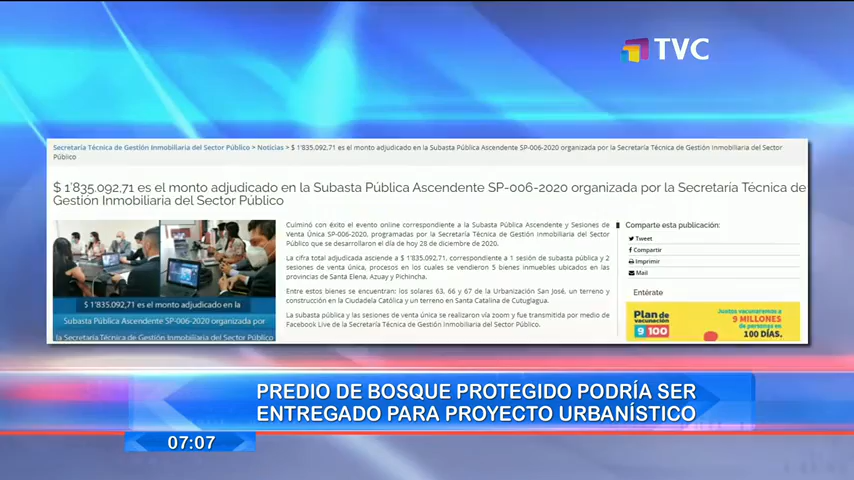 TVC
Secretaría Técnica de Gestión Inmobiliaria del Sector Público > Noticias > $ 1'835.092,71 es el monto adjudicado en la Subasta Pública Ascendente SP-006-2020 organizada por la Secretaría Técnica de Gestión Inmobiliaria del Sector
Público
$ 1'835.092,71 es el monto adjudicado en la Subasta Pública Ascendente SP-006-2020 organizada por la Secretaría Técnica de
Gestión Inmobiliaria del Sector Público
Culminó con éxito el evento online correspondiente a la Subasta Pública Ascendente y Sesiones de
Venta Única SP-006-2020, programadas por la Secretaría Técnica de Gestión Inmobiliaria del Sector
Público que se desarrollaron el día de hoy 28 de diciembre de 2020.
La cifra total adjudicada asciende a $ 1'835.092,71, correspondiente a 1 sesión de subasta pública y 2
sesiones de venta única, procesos en los cuales se vendieron 5 bienes inmuebles ubicados en las
provincias de Santa Elena, Azuay y Pichincha.
Entre estos bienes se encuentran: los solares 63, 66 y 67 de la Urbanización San José, un terreno y
construcción en la Ciudadela Católica y un terreno en Santa Catalina de Cutuglagua.
La subasta pública y las sesiones de venta única se realizaron vía zoom y fue transmitida por medio de
Facebook Live de la Secretaría Técnica de Gestión Inmobiliaria del Sector Público.
$ 1'835.092,71 es el monto adjudicado en la
Subasta Pública Ascendente SP-006-2020 organizada por
la Secretaría Técnica de Gestión Inmobiliaria del Sector Público
Comparte esta publicación:
Tweet
Compartir
Imprimir
Mail
Entérate
Plan de
vacunación
9 100
Juntos vacunaremos a
9 MILLONES
de personas en
100 DÍAS.
PREDIO DE BOSQUE PROTEGIDO PODRÍA SER
ENTREGADO PARA PROYECTO URBANÍSTICO
07:07